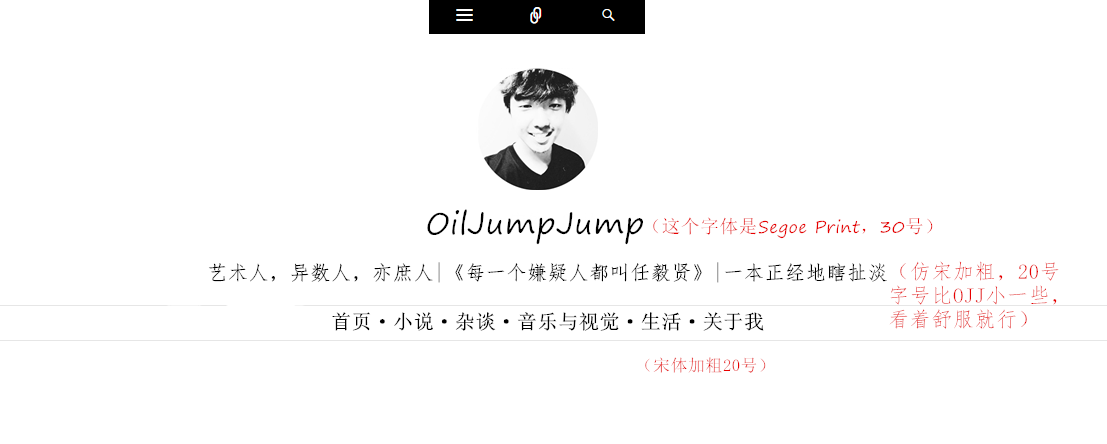 OilJumpJump（这个字体是Segoe Print，30号）
艺术人，异数人，亦庶人|《每一个嫌疑人都叫任毅贤》|一本正经地瞎扯淡（仿宋加粗，20号
字号比OJJ小一些，
看着舒服就行）
首页·小说·杂谈·音乐与视觉·生活·关于我
（宋体加粗20号）